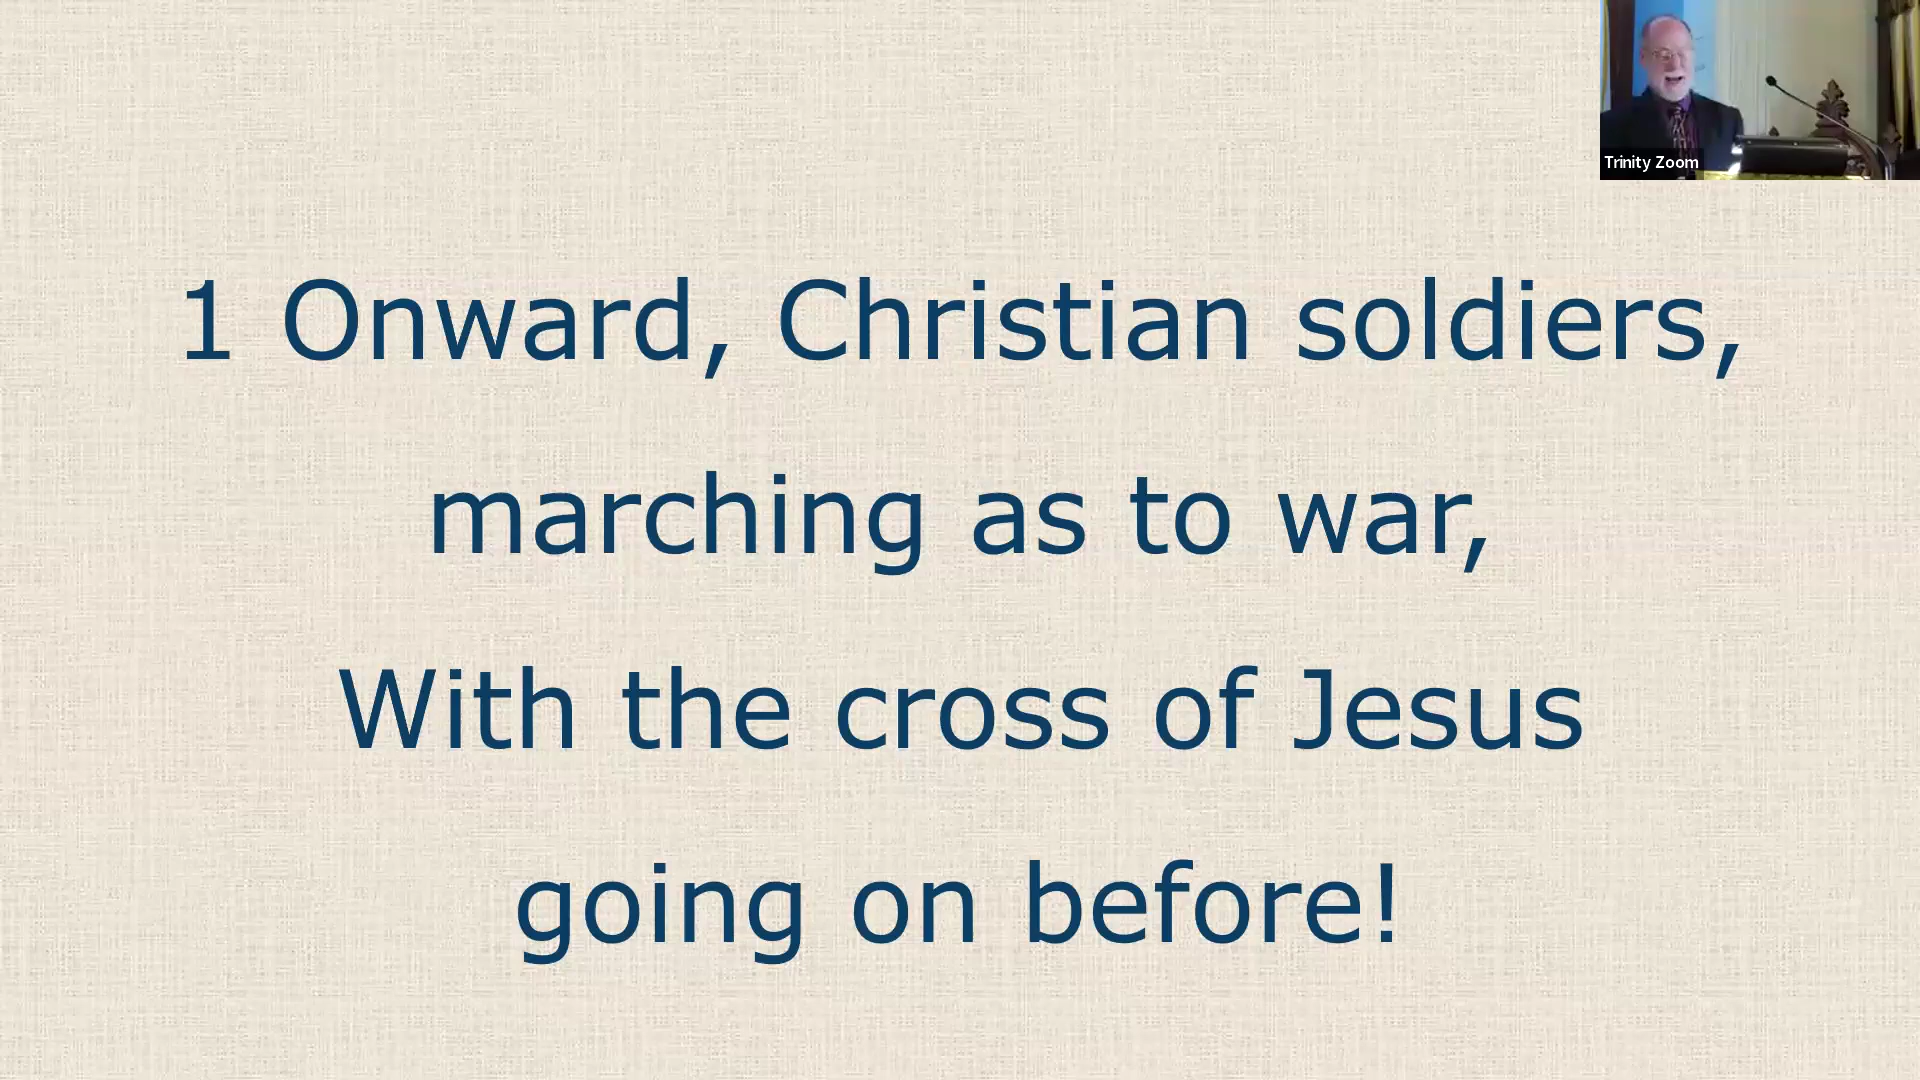 Trinity Zoom
1 Onward, Christian soldiers,
marching as to war,
With the cross of Jesus
going on before!